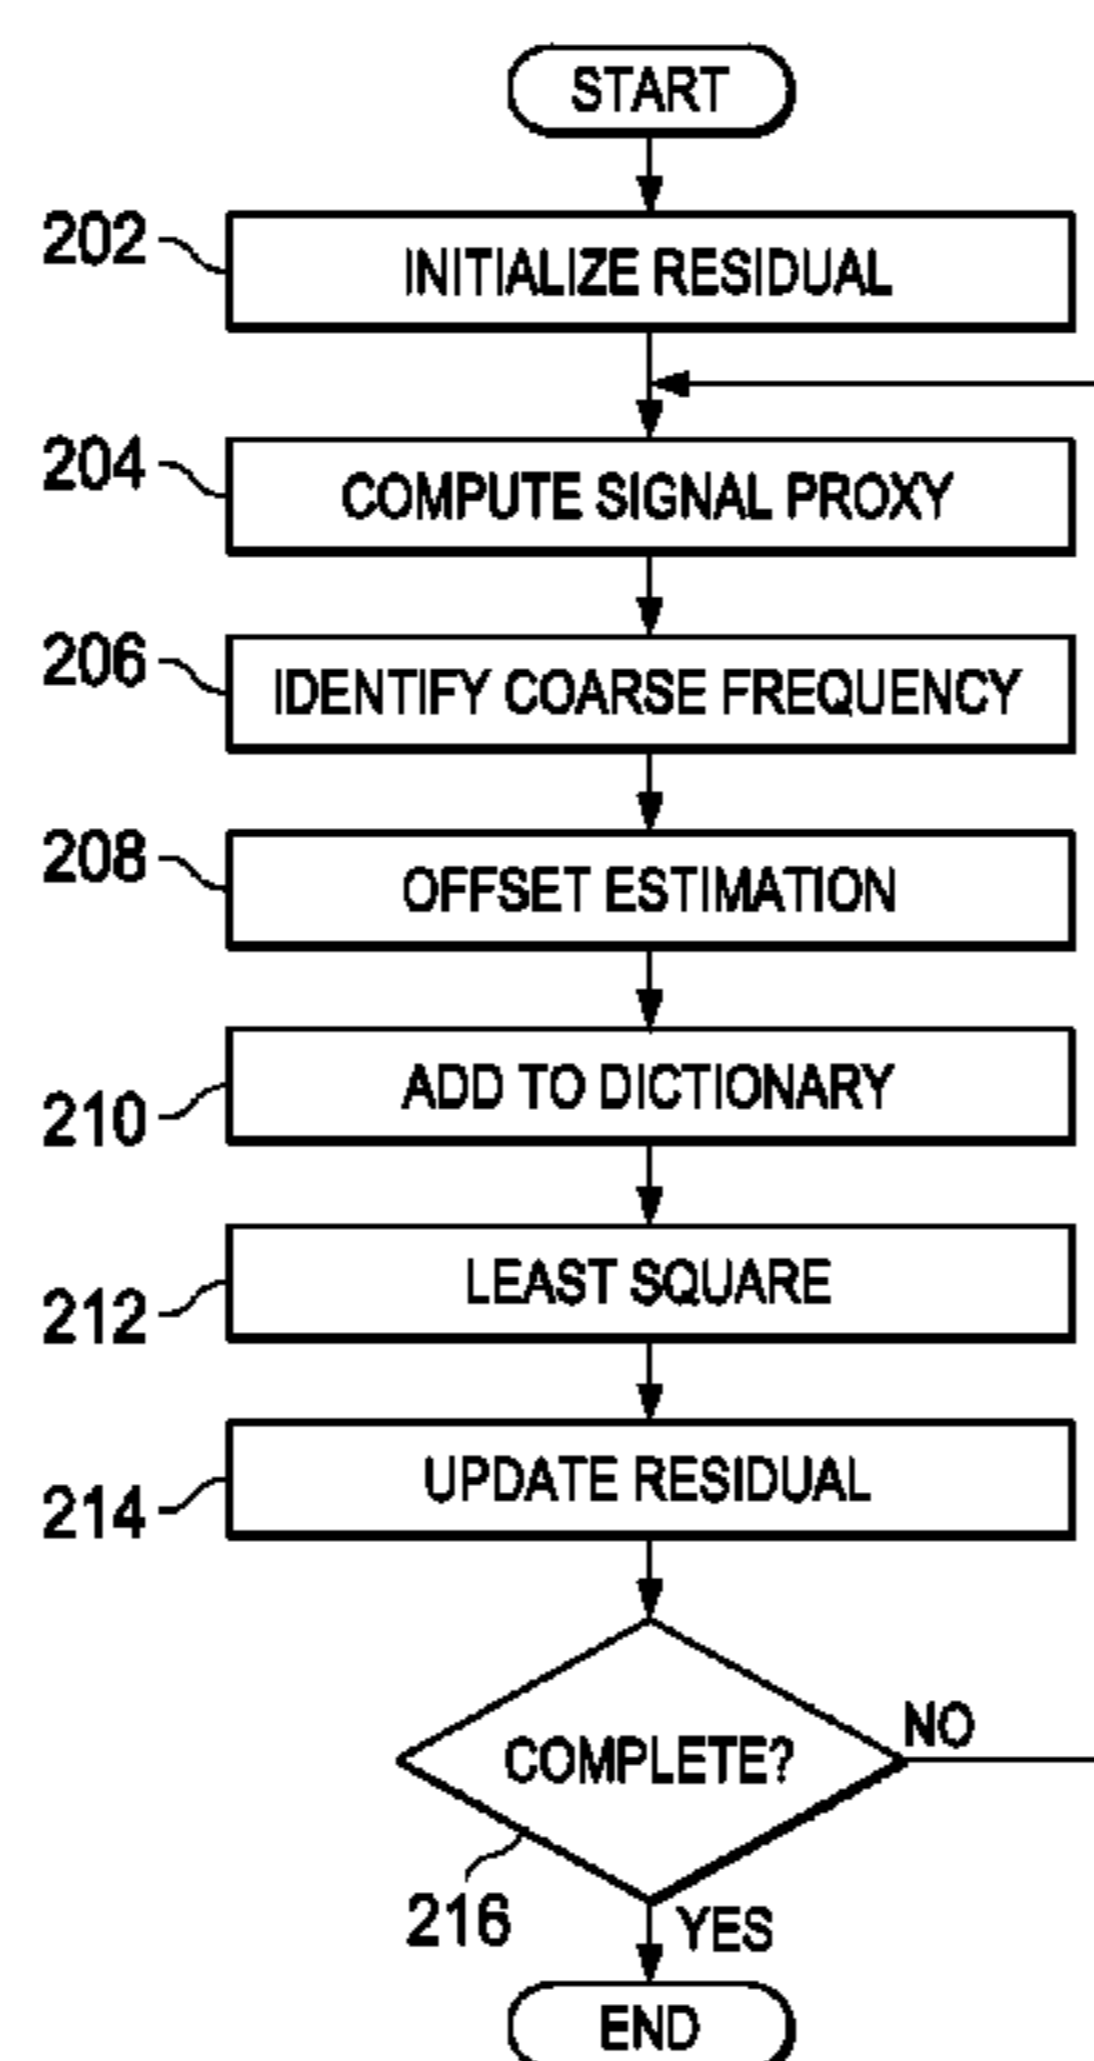 START
202
INITIALIZE RESIDUAL
204
COMPUTE SIGNAL PROXY
206
IDENTIFY COARSE FREQUENCY
208
OFFSET ESTIMATION
210
ADD TO DICTIONARY
212
LEAST SQUARE
214
UPDATE RESIDUAL
COMPLETE?
NO
216
YES
END